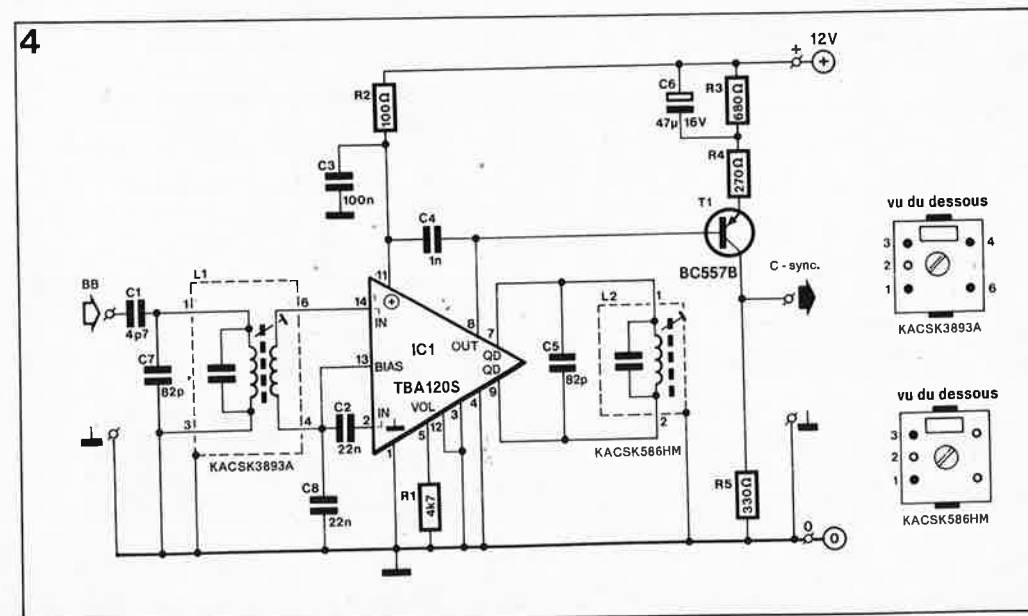 4
12V
+
R2
100Ω
C6
47µ 16V
R3
680Ω
C3
100n
R4
270Ω
T1
BC557B
C4
1n
vu du dessous
3
4
2
1
6
KACSK3893A
C - sync.
BB
C1
4p7
L1
1
6
14
11
IN
13
BIAS
IC1
TBA120S
OUT
8
7
QD
QD
9
C7
82p
3
4
C2
22n
2
IN
VOL
5
12
3
4
1
KACSK3893A
C8
22n
R1
4k7
C5
82p
L2
1
2
KACSK586HM
R5
330Ω
0
0
3
2
1
KACSK586HM